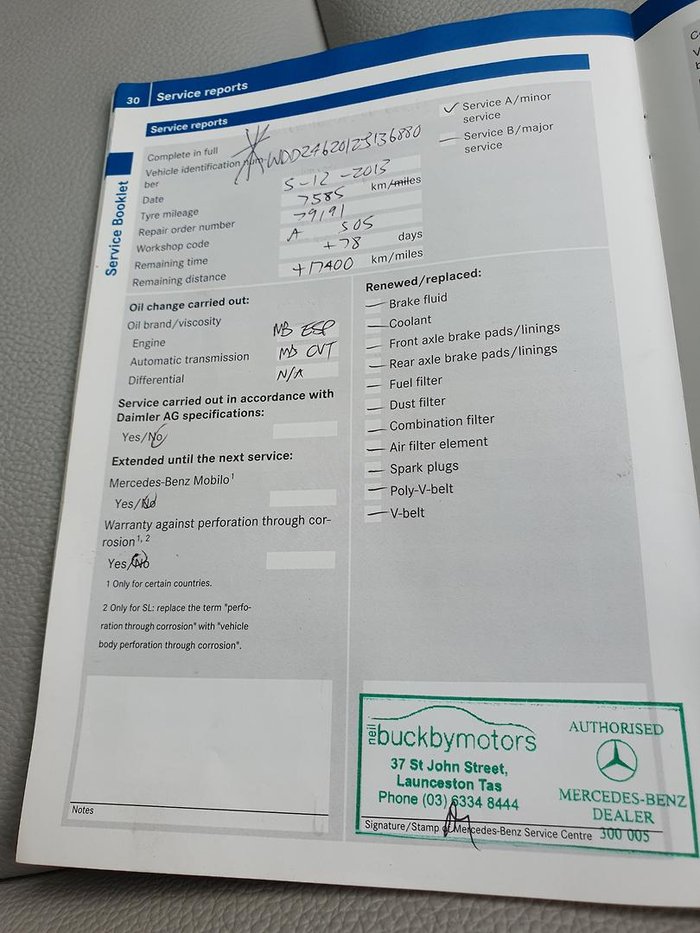 30 Service reports
Service reports
Complete in full
Vehicle identification num- WDD2462012J136880
ber
Date 5-12-2013
Tyre mileage 7585 km/miles
Repair order number 79191
Workshop code A 505
Remaining time +78 days
Remaining distance +17400 km/miles
✓ Service A/minor
service
— Service B/major
service
Service Booklet
Oil change carried out:
Oil brand/viscosity
Engine MB ESP
Automatic transmission MB CVT
Differential N/A
Service carried out in accordance with
Daimler AG specifications:
Yes/No
Extended until the next service:
Mercedes-Benz Mobilo1
Yes/No
Warranty against perforation through cor-
rosion1, 2
Yes/No
1 Only for certain countries.
2 Only for SL: replace the term "perfo-
ration through corrosion" with "vehicle
body perforation through corrosion".
Notes
Renewed/replaced:
— Brake fluid
— Coolant
— Front axle brake pads/linings
— Rear axle brake pads/linings
— Fuel filter
— Dust filter
— Combination filter
— Air filter element
— Spark plugs
— Poly-V-belt
— V-belt
neil buckbymotors
37 St John Street,
Launceston Tas
Phone (03) 6334 8444
AUTHORISED
MERCEDES-BENZ
DEALER
300 005
Signature/Stamp of Mercedes-Benz Service Centre